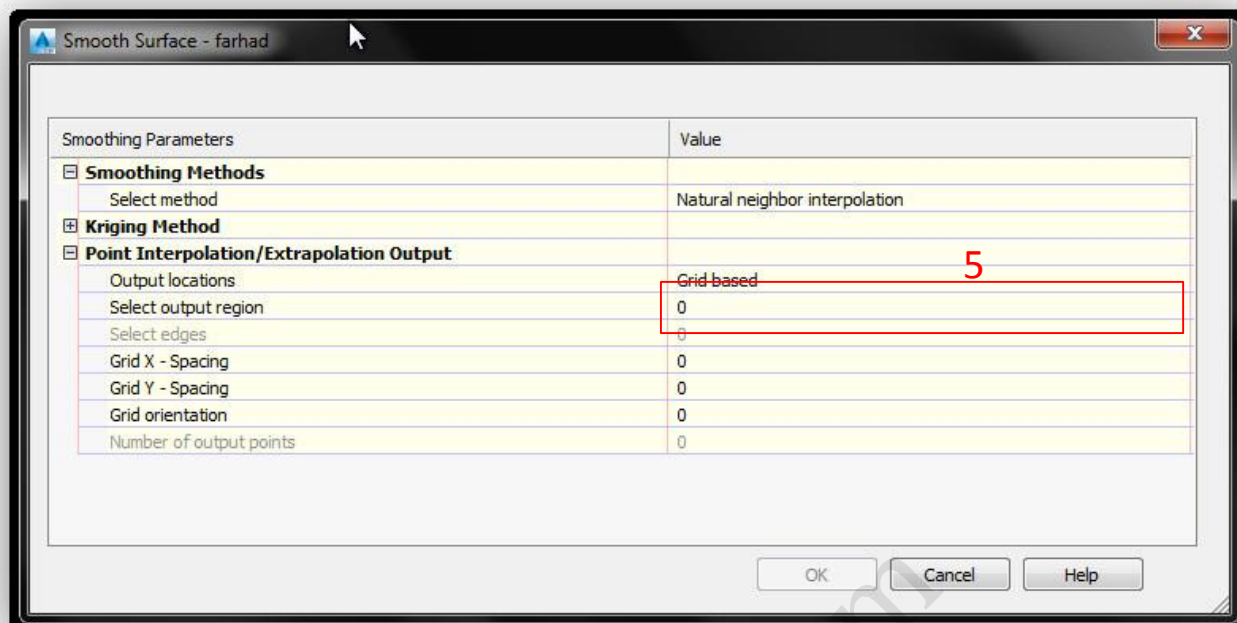 Smooth Surface - farhad
Smoothing Parameters Value
Smoothing Methods
Select method Natural neighbor interpolation
Kriging Method
Point Interpolation/Extrapolation Output
5
Output locations Grid based
Select output region 0
Select edges 0
Grid X - Spacing 0
Grid Y - Spacing 0
Grid orientation 0
Number of output points 0
OK Cancel Help